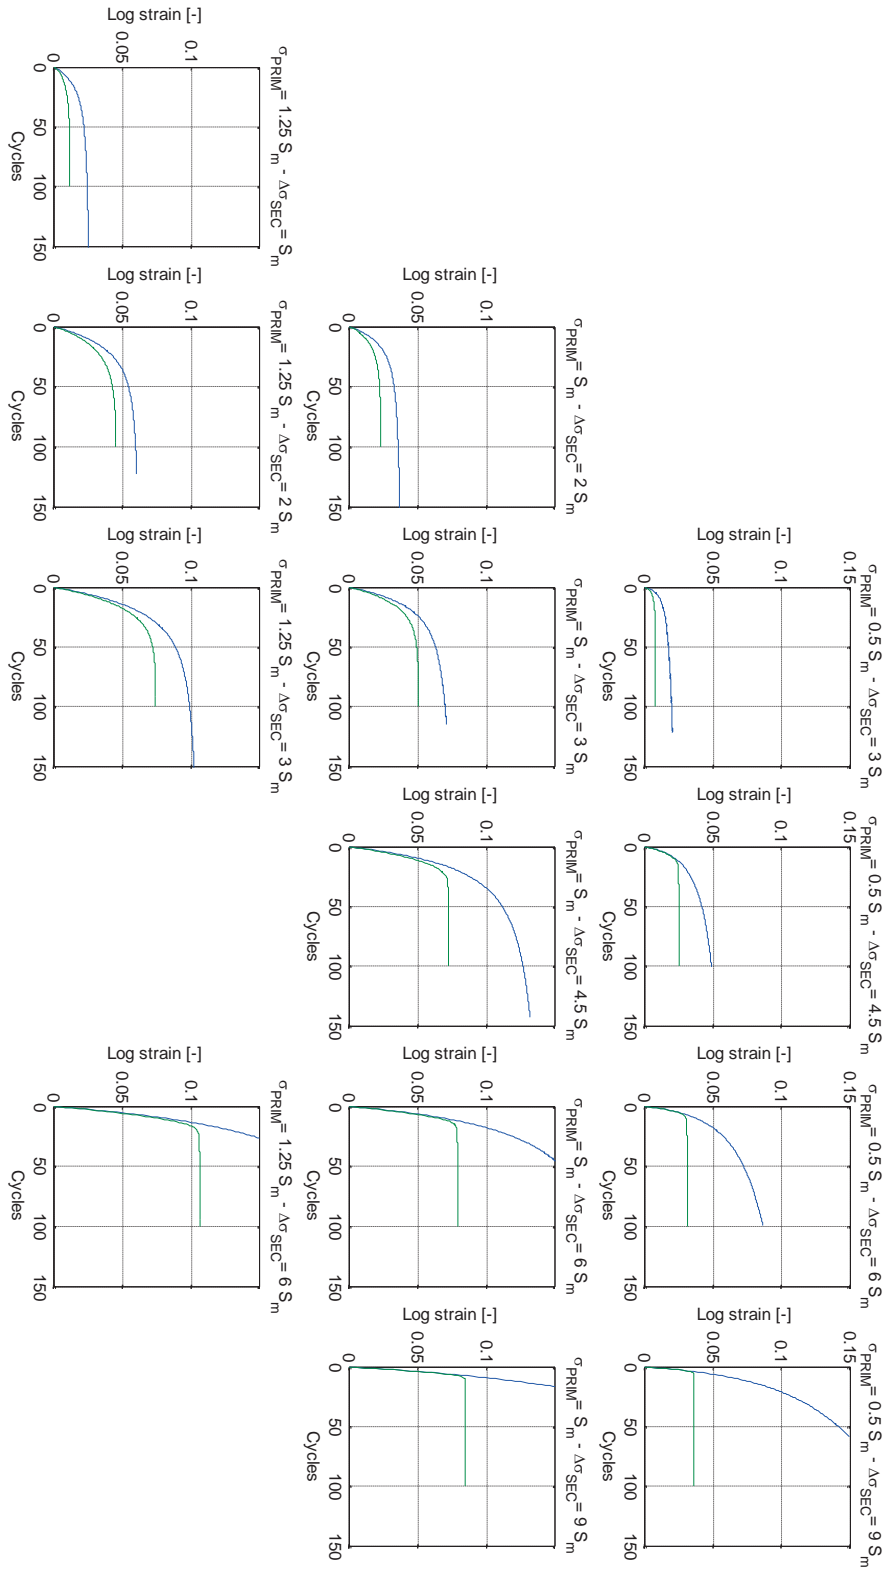 σPRIM= 0.5 Sm - ΔσSEC= 3 Sm
0.15
0.1
0.05
0
Log strain [-]
0 50 100 150
Cycles
σPRIM= 0.5 Sm - ΔσSEC= 4.5 Sm
0.15
0.1
0.05
0
Log strain [-]
0 50 100 150
Cycles
σPRIM= 0.5 Sm - ΔσSEC= 6 Sm
0.15
0.1
0.05
0
Log strain [-]
0 50 100 150
Cycles
σPRIM= 0.5 Sm - ΔσSEC= 9 Sm
0.15
0.1
0.05
0
Log strain [-]
0 50 100 150
Cycles
σPRIM= Sm - ΔσSEC= 2 Sm
0.1
0.05
0
Log strain [-]
0 50 100 150
Cycles
σPRIM= Sm - ΔσSEC= 3 Sm
0.1
0.05
0
Log strain [-]
0 50 100 150
Cycles
σPRIM= Sm - ΔσSEC= 4.5 Sm
0.1
0.05
0
Log strain [-]
0 50 100 150
Cycles
σPRIM= Sm - ΔσSEC= 6 Sm
0.1
0.05
0
Log strain [-]
0 50 100 150
Cycles
σPRIM= Sm - ΔσSEC= 9 Sm
0.1
0.05
0
Log strain [-]
0 50 100 150
Cycles
σPRIM= 1.25 Sm - ΔσSEC= Sm
0.1
0.05
0
Log strain [-]
0 50 100 150
Cycles
σPRIM= 1.25 Sm - ΔσSEC= 2 Sm
0.1
0.05
0
Log strain [-]
0 50 100 150
Cycles
σPRIM= 1.25 Sm - ΔσSEC= 3 Sm
0.1
0.05
0
Log strain [-]
0 50 100 150
Cycles
σPRIM= 1.25 Sm - ΔσSEC= 6 Sm
0.1
0.05
0
Log strain [-]
0 50 100 150
Cycles